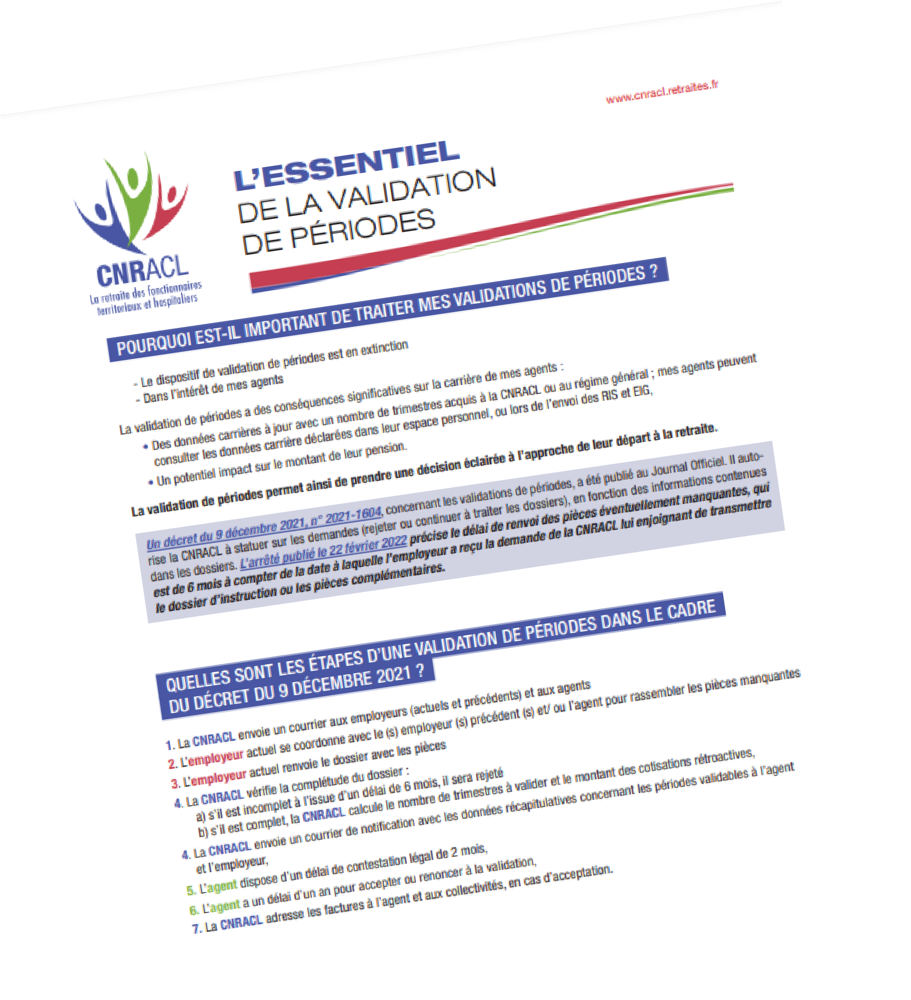 www.cnracl.retraites.fr
L'ESSENTIEL
DE LA VALIDATION
DE PÉRIODES
CNRACL
La retraite des fonctionnaires
territoriaux et hospitaliers
POURQUOI EST-IL IMPORTANT DE TRAITER MES VALIDATIONS DE PÉRIODES ?
- Le dispositif de validation de périodes est en extinction
- Dans l'intérêt de mes agents
La validation de périodes a des conséquences significatives sur la carrière de mes agents :
• Des données carrières à jour avec un nombre de trimestres acquis à la CNRACL ou au régime général ; mes agents peuvent
consulter les données carrière déclarées dans leur espace personnel, ou lors de l'envoi des RIS et EIG,
• Un potentiel impact sur le montant de leur pension.
La validation de périodes permet ainsi de prendre une décision éclairée à l'approche de leur départ à la retraite.
Un décret du 9 décembre 2021, n° 2021-1604, concernant les validations de périodes, a été publié au Journal Officiel. Il auto-
rise la CNRACL à statuer sur les demandes (rejeter ou continuer à traiter les dossiers), en fonction des informations contenues
dans les dossiers. L'arrêté publié le 22 février 2022 précise le délai de renvoi des pièces éventuellement manquantes, qui
est de 6 mois à compter de la date à laquelle l'employeur a reçu la demande de la CNRACL lui enjoignant de transmettre
le dossier d'instruction ou les pièces complémentaires.
QUELLES SONT LES ÉTAPES D'UNE VALIDATION DE PÉRIODES DANS LE CADRE
DU DÉCRET DU 9 DÉCEMBRE 2021 ?
1. La CNRACL envoie un courrier aux employeurs (actuels et précédents) et aux agents
2. L'employeur actuel se coordonne avec le (s) employeur (s) précédent (s) et/ ou l'agent pour rassembler les pièces manquantes
3. L'employeur actuel renvoie le dossier avec les pièces
4. La CNRACL vérifie la complétude du dossier :
a) s'il est incomplet à l'issue d'un délai de 6 mois, il sera rejeté
b) s'il est complet, la CNRACL calcule le nombre de trimestres à valider et le montant des cotisations rétroactives,
4. La CNRACL envoie un courrier de notification avec les données récapitulatives concernant les périodes validables à l'agent
et l'employeur,
5. L'agent dispose d'un délai de contestation légal de 2 mois,
6. L'agent a un délai d'un an pour accepter ou renoncer à la validation,
7. La CNRACL adresse les factures à l'agent et aux collectivités, en cas d'acceptation.